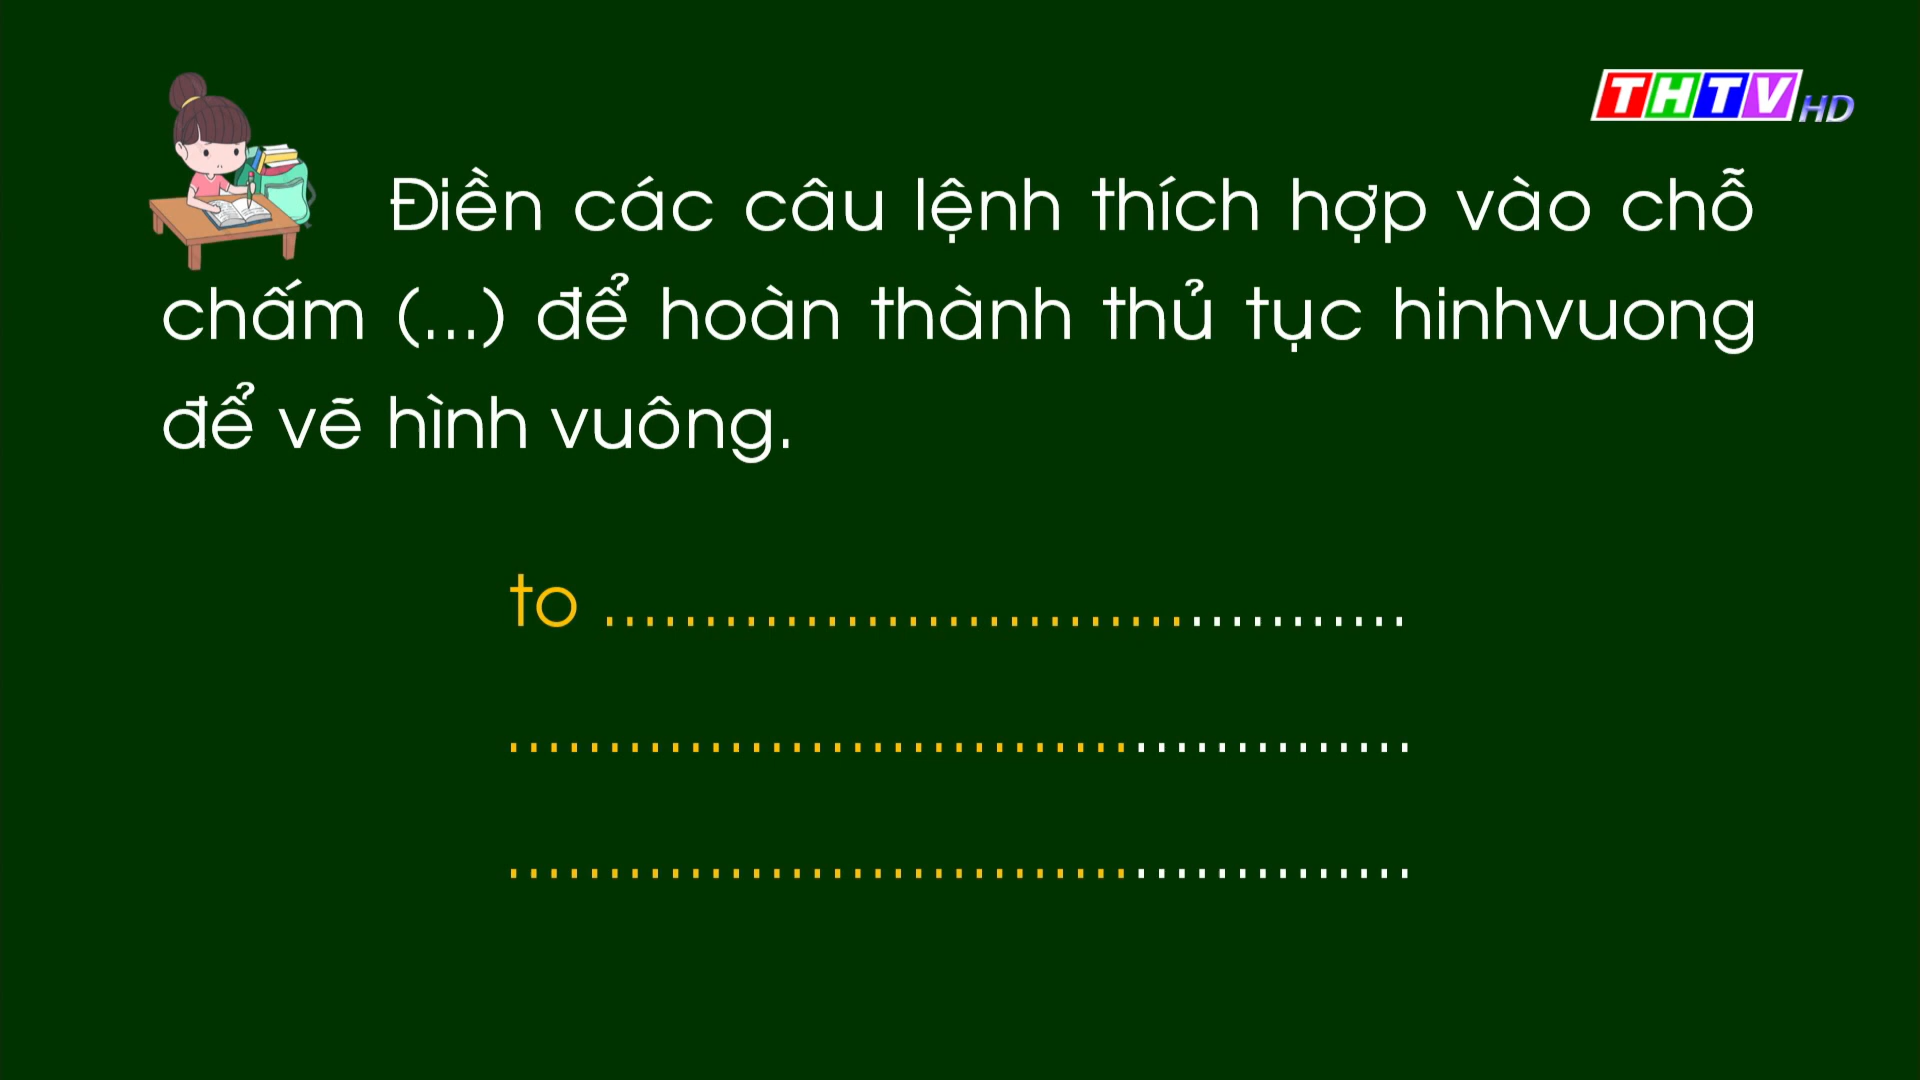 THTV HD
Điền các câu lệnh thích hợp vào chỗ
chấm (...) để hoàn thành thủ tục hinhvuong
để vẽ hình vuông.
to ........................................
.............................................
.............................................